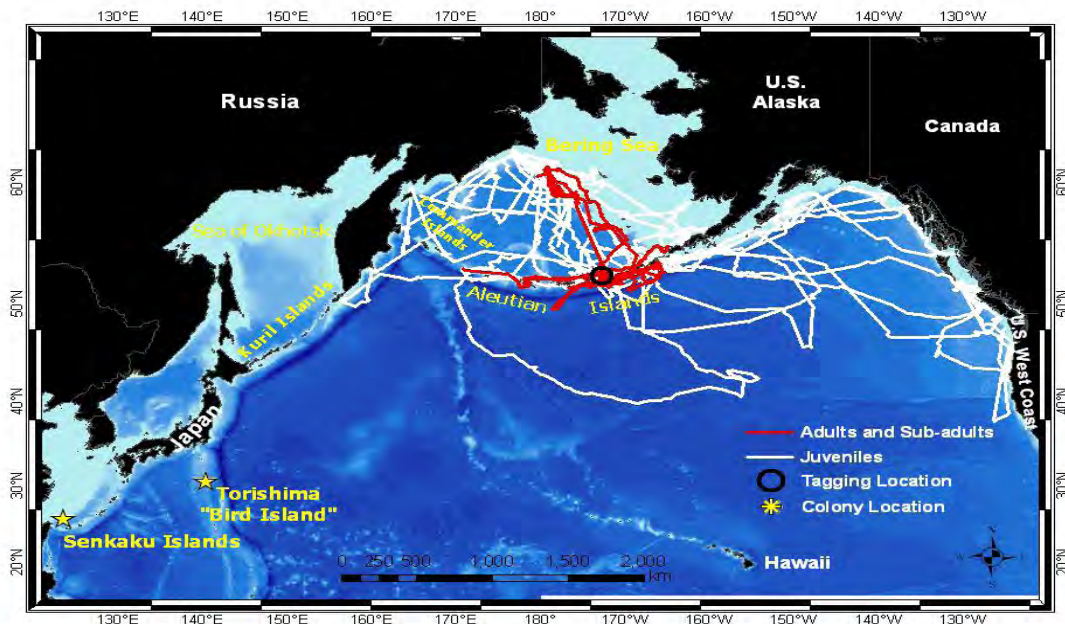 130°E 140°E 150°E 160°E 170°E 180° 170°W 160°W 150°W 140°W 130°W
U.S.
Alaska
Russia
Canada
Bering Sea
60°N
60°N
Commander
Islands
Sea of Okhotsk
50°N
50°N
Aleutian Islands
Kuril Islands
U.S. West Coast
40°N
40°N
Japan
Adults and Sub-adults
Juveniles
Tagging Location
Colony Location
30°N
30°N
Torishima
"Bird Island"
Senkaku Islands
20°N
20°N
0 250 500 1,000 1,500 2,000
km
Hawaii
N
W E
S
130°E 140°E 150°E 160°E 170°E 180° 170°W 160°W 150°W 140°W 130°W